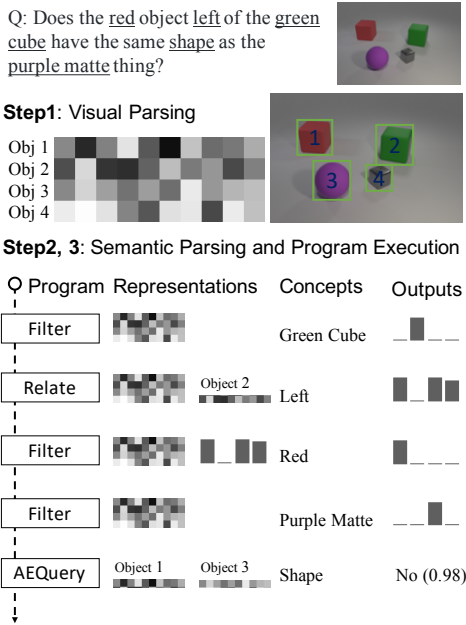 Q: Does the red object left of the green
cube have the same shape as the
purple matte thing?
Step1: Visual Parsing
Obj 1
Obj 2
Obj 3
Obj 4
1
2
3
4
Step2, 3: Semantic Parsing and Program Execution
Program Representations Concepts Outputs
Filter Green Cube
Relate Object 2 Left
Filter Red
Filter Purple Matte
AEQuery Object 1 Object 3 Shape No (0.98)